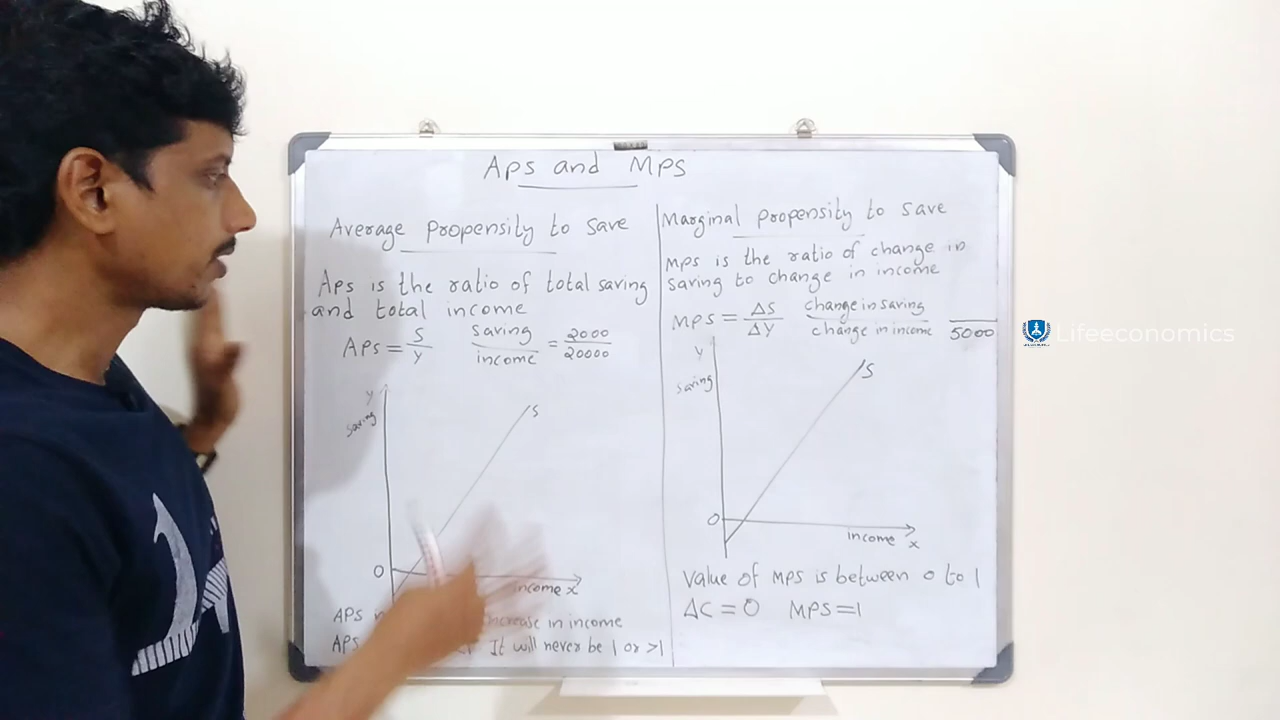 Aps and MPS
Average propensity to save
Aps is the ratio of total saving
and total income
APS = S/Y saving/income = 2000/20000
Y
saving
S
O
income x
APS increase in income
APS It will never be 1 or >1
Marginal propensity to save
MPS is the ratio of change in
saving to change in income
MPS = ΔS/ΔY change in saving/change in income /5000
Y
saving
S
O
income x
value of MPS is between 0 to 1
ΔC = 0 MPS = 1
Lifeeconomics